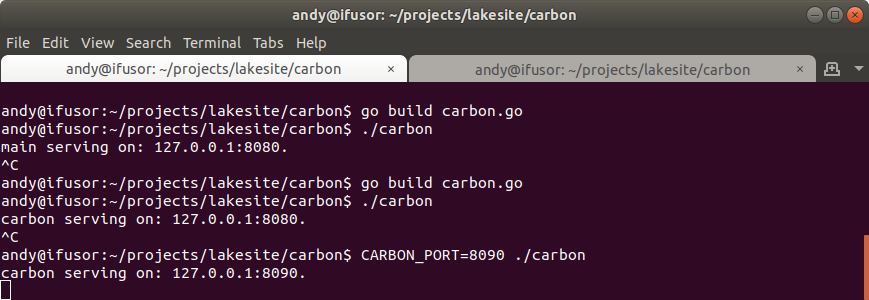 andy@ifusor: ~/projects/lakesite/carbon
File Edit View Search Terminal Tabs Help
andy@ifusor: ~/projects/lakesite/carbon × andy@ifusor: ~/projects/lakesite/carbon ×
andy@ifusor:~/projects/lakesite/carbon$ go build carbon.go
andy@ifusor:~/projects/lakesite/carbon$ ./carbon
main serving on: 127.0.0.1:8080.
^C
andy@ifusor:~/projects/lakesite/carbon$ go build carbon.go
andy@ifusor:~/projects/lakesite/carbon$ ./carbon
carbon serving on: 127.0.0.1:8080.
^C
andy@ifusor:~/projects/lakesite/carbon$ CARBON_PORT=8090 ./carbon
carbon serving on: 127.0.0.1:8090.